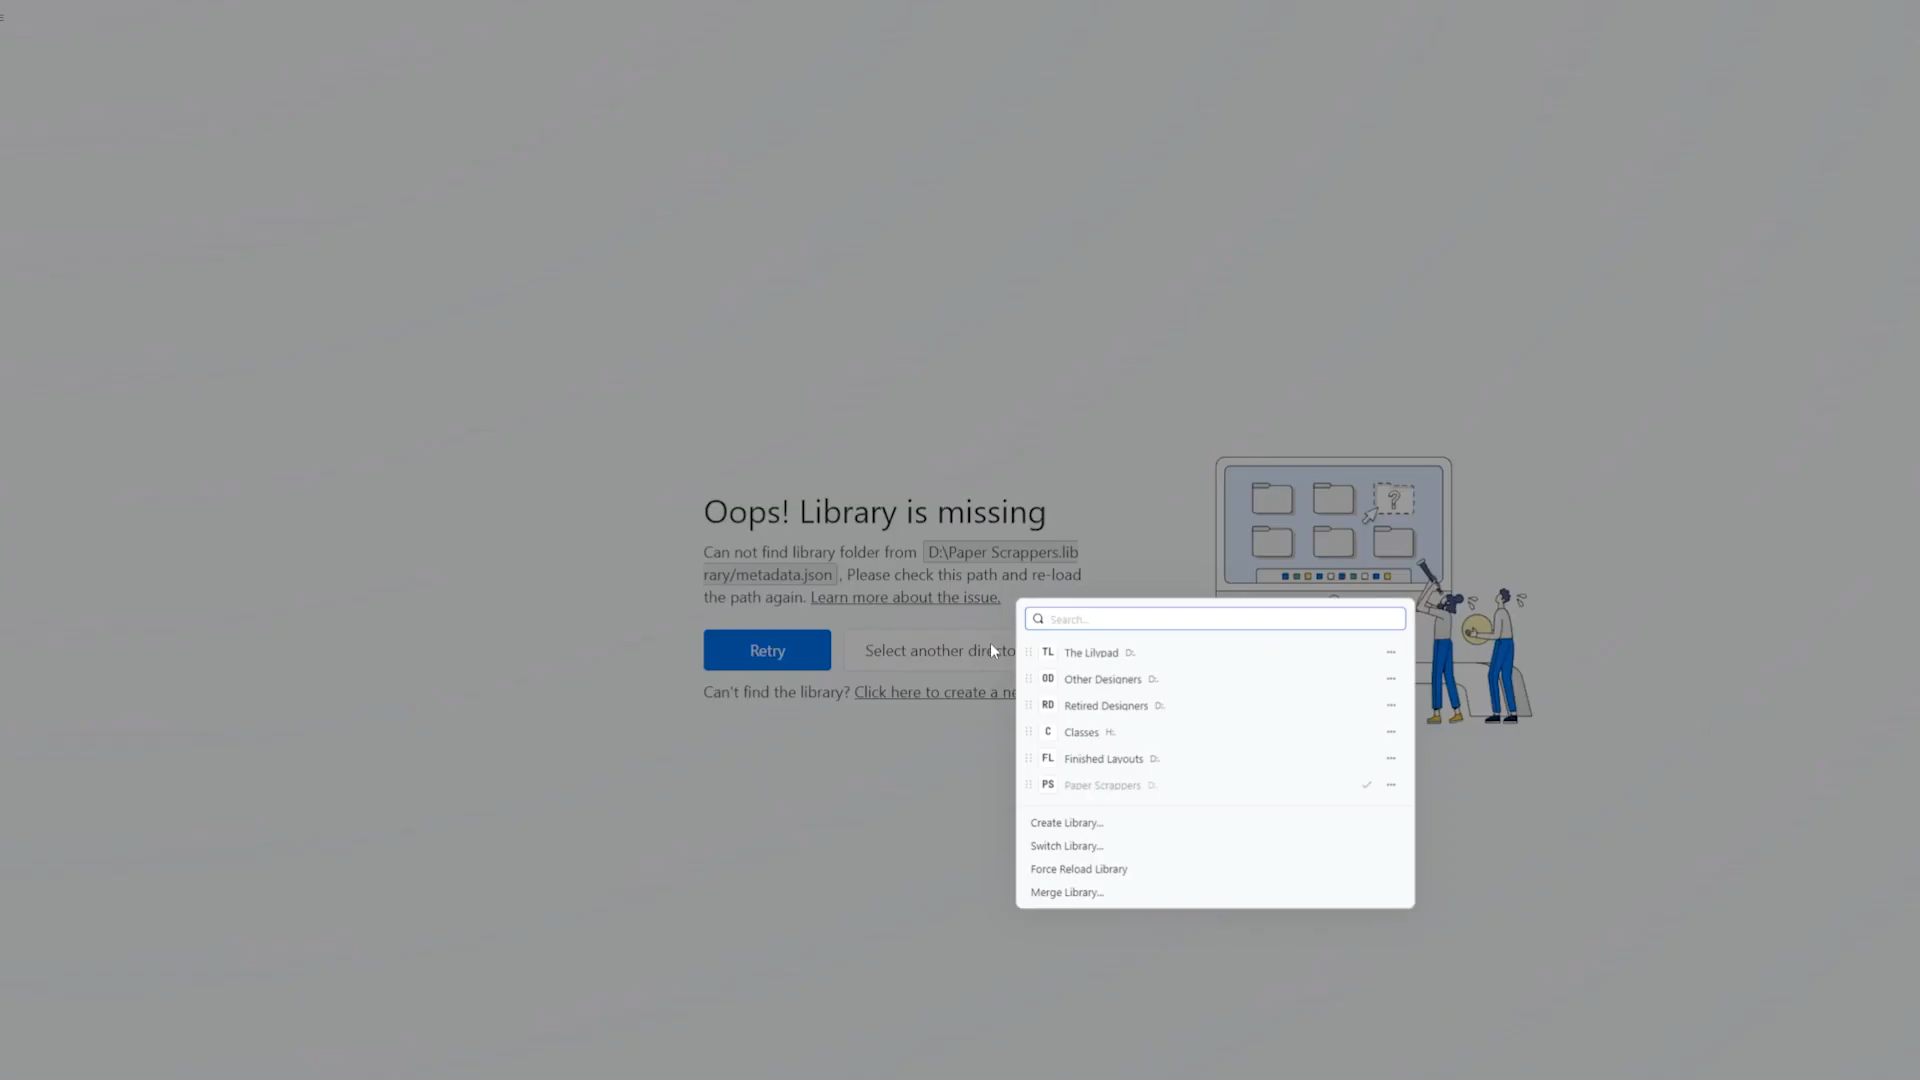 Oops! Library is missing
Can not find library folder from D:\Paper Scrappers.lib
rary/metadata.json , Please check this path and re-load
the path again. Learn more about the issue.
Retry
Select another directo
Can't find the library? Click here to create a ne
Search...
TL The Lilypad D:.
OD Other Designers D:.
RD Retired Designers D:.
C Classes H:.
FL Finished Layouts D:.
PS Paper Scrappers D:
Create Library...
Switch Library...
Force Reload Library
Merge Library...
?